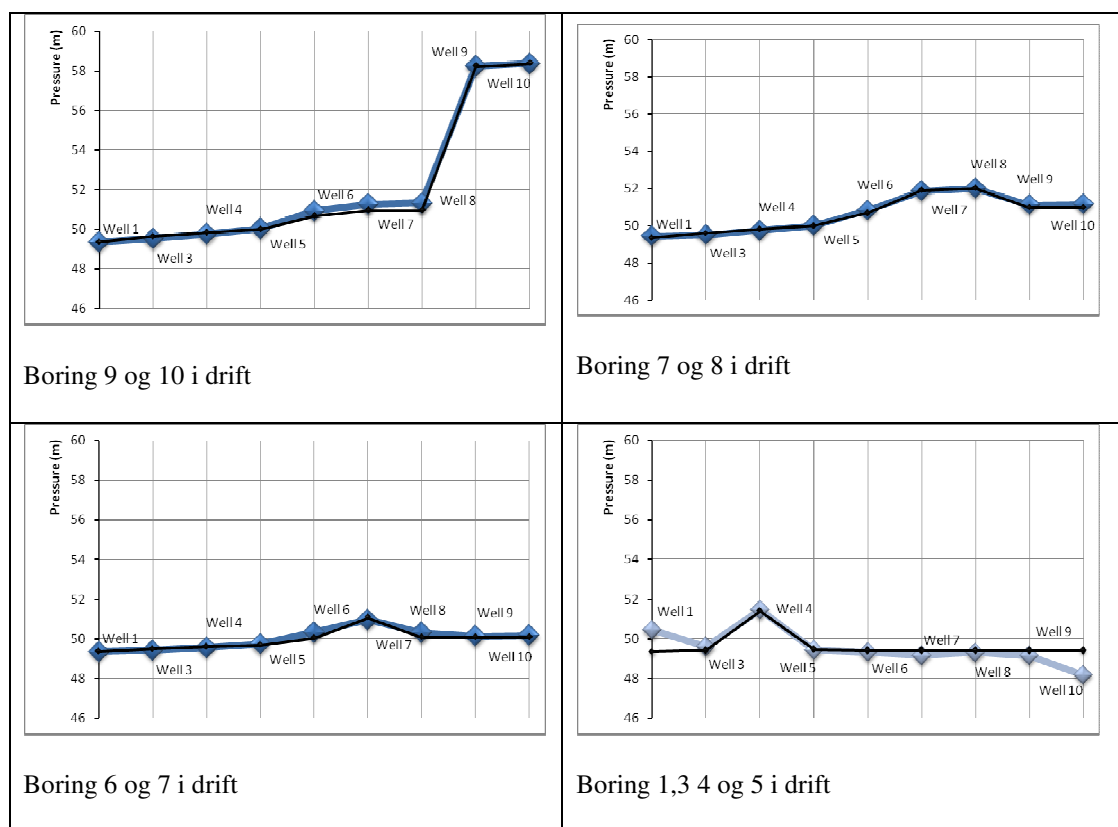 Pressure (m)
60
58
56
54
52
50
48
46
Well 1
Well 3
Well 4
Well 5
Well 6
Well 7
Well 8
Well 9
Well 10
Boring 9 og 10 i drift
Pressure (m)
60
58
56
54
52
50
48
46
Well 1
Well 3
Well 4
Well 5
Well 6
Well 7
Well 8
Well 9
Well 10
Boring 7 og 8 i drift
Pressure (m)
60
58
56
54
52
50
48
46
Well 1
Well 3
Well 4
Well 5
Well 6
Well 7
Well 8
Well 9
Well 10
Boring 6 og 7 i drift
Pressure (m)
60
58
56
54
52
50
48
46
Well 1
Well 3
Well 4
Well 5
Well 6
Well 7
Well 8
Well 9
Well 10
Boring 1,3 4 og 5 i drift